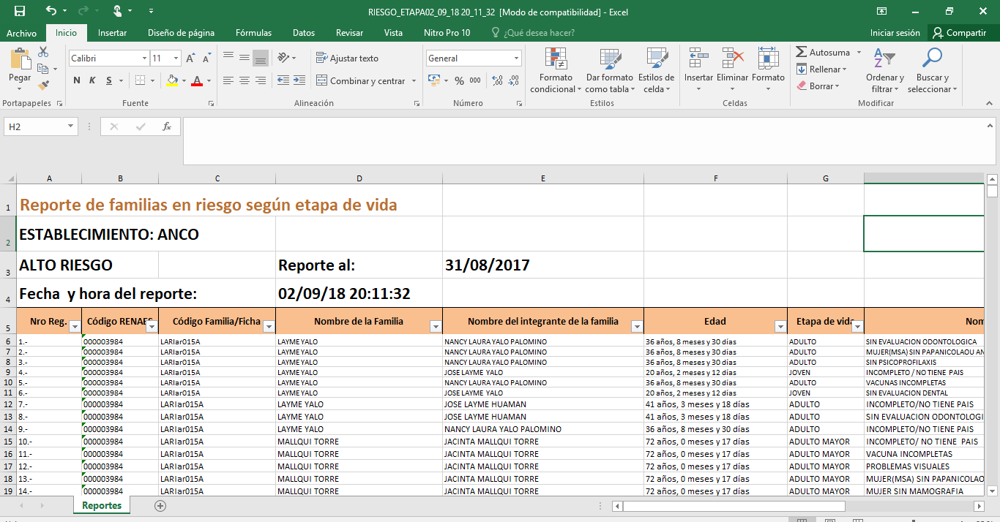 RIESGO_ETAPA02_09_18 20_11_32 [Modo de compatibilidad] - Excel
Archivo Inicio Insertar Diseño de página Fórmulas Datos Revisar Vista Nitro Pro 10 ¿Qué desea hacer? Iniciar sesión Compartir
Pegar
Calibri 11
N K S
Ajustar texto
Combinar y centrar
General
% 000
Formato condicional
Dar formato como tabla
Estilos de celda
Insertar Eliminar Formato
Autosuma
Rellenar
Borrar
Ordenar y filtrar
Buscar y seleccionar
Portapapeles Fuente Alineación Número Estilos Celdas Modificar
H2 fx
A B C D E F G
1 Reporte de familias en riesgo según etapa de vida
2 ESTABLECIMIENTO: ANCO
3 ALTO RIESGO Reporte al: 31/08/2017
4 Fecha y hora del reporte: 02/09/18 20:11:32
5 Nro Reg. Código RENAES Código Familia/Ficha Nombre de la Familia Nombre del integrante de la familia Edad Etapa de vida Nom
6 1.- 000003984 LARIar015A LAYME YALO NANCY LAURA YALO PALOMINO 36 años, 8 meses y 30 días ADULTO SIN EVALUACION ODONTOLOGICA
7 2.- 000003984 LARIar015A LAYME YALO NANCY LAURA YALO PALOMINO 36 años, 8 meses y 30 días ADULTO MUJER(MSA) SIN PAPANICOLAOU AN
8 3.- 000003984 LARIar015A LAYME YALO NANCY LAURA YALO PALOMINO 36 años, 8 meses y 30 días ADULTO SIN PSICOPROFILAXIS
9 4.- 000003984 LARIar015A LAYME YALO JOSE LAYME YALO 20 años, 2 meses y 12 días JOVEN INCOMPLETO / NO TIENE PAIS
10 5.- 000003984 LARIar015A LAYME YALO NANCY LAURA YALO PALOMINO 36 años, 8 meses y 30 días ADULTO VACUNAS INCOMPLETAS
11 6.- 000003984 LARIar015A LAYME YALO JOSE LAYME YALO 20 años, 2 meses y 12 días JOVEN SIN EVALUACION DENTAL
12 7.- 000003984 LARIar015A LAYME YALO JOSE LAYME HUAMAN 41 años, 3 meses y 18 días ADULTO INCOMPLETO/NO TIENE PAIS
13 8.- 000003984 LARIar015A LAYME YALO JOSE LAYME HUAMAN 41 años, 3 meses y 18 días ADULTO SIN EVALUACION ODONTOLOGI
14 9.- 000003984 LARIar015A LAYME YALO NANCY LAURA YALO PALOMINO 36 años, 8 meses y 30 días ADULTO INCOMPLETO/NO TIENE PAIS
15 10.- 000003984 LARIar015A MALLQUI TORRE JACINTA MALLQUI TORRE 72 años, 0 meses y 17 días ADULTO MAYOR INCOMPLETO/ NO TIENE PAIS
16 11.- 000003984 LARIar015A MALLQUI TORRE JACINTA MALLQUI TORRE 72 años, 0 meses y 17 días ADULTO MAYOR VACUNA INCOMPLETAS
17 12.- 000003984 LARIar015A MALLQUI TORRE JACINTA MALLQUI TORRE 72 años, 0 meses y 17 días ADULTO MAYOR PROBLEMAS VISUALES
18 13.- 000003984 LARIar015A MALLQUI TORRE JACINTA MALLQUI TORRE 72 años, 0 meses y 17 días ADULTO MAYOR MUJER(MSA) SIN PAPANICOLAO
19 14.- 000003984 LARIar015A MALLQUI TORRE JACINTA MALLQUI TORRE 72 años, 0 meses y 17 días ADULTO MAYOR MUJER SIN MAMOGRAFIA
Reportes